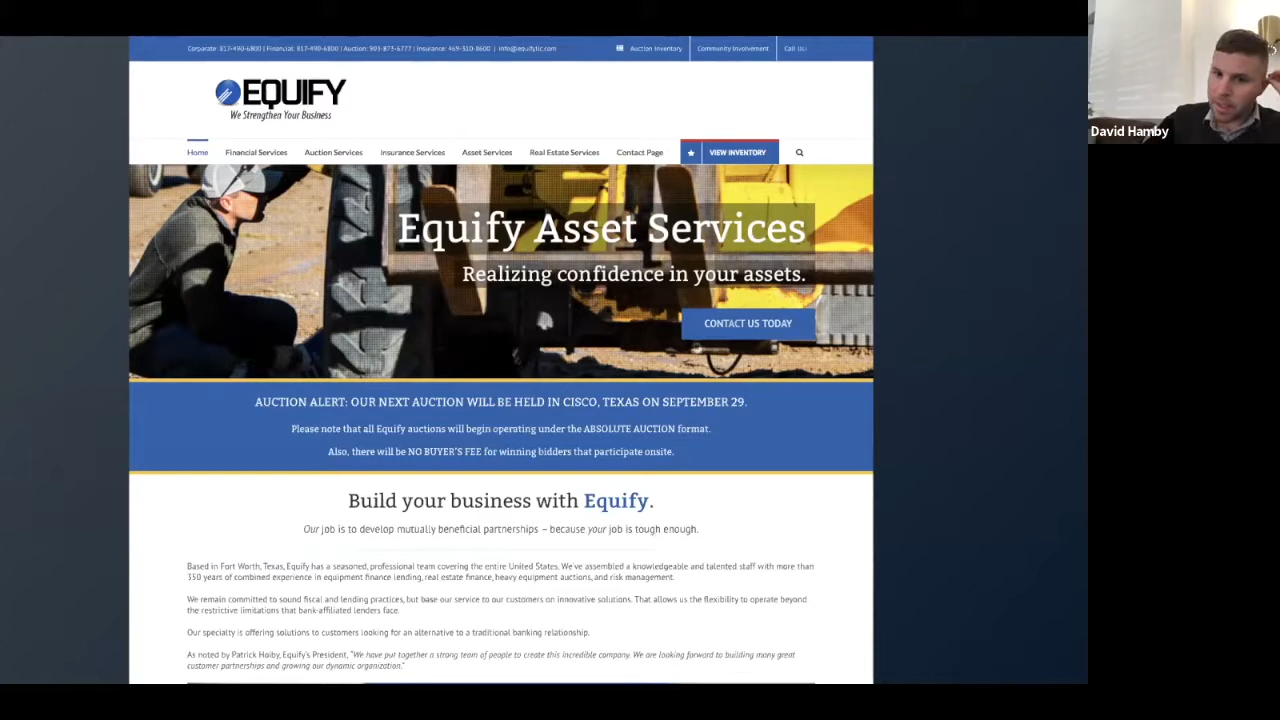 Corporate: 817-490-6800 | Financial: 817-490-6800 | Auction: 903-873-6777 | Insurance: 469-310-8600 | info@equifyllc.com
Auction Inventory
Community Involvement
Call Us!
EQUIFY
We Strengthen Your Business
Home
Financial Services
Auction Services
Insurance Services
Asset Services
Real Estate Services
Contact Page
VIEW INVENTORY
David Hamby
Equify Asset Services
Realizing confidence in your assets.
CONTACT US TODAY
AUCTION ALERT: OUR NEXT AUCTION WILL BE HELD IN CISCO, TEXAS ON SEPTEMBER 29.
Please note that all Equify auctions will begin operating under the ABSOLUTE AUCTION format.
Also, there will be NO BUYER'S FEE for winning bidders that participate onsite.
Build your business with Equify.
Our job is to develop mutually beneficial partnerships – because your job is tough enough.
Based in Fort Worth, Texas, Equify has a seasoned, professional team covering the entire United States. We've assembled a knowledgeable and talented staff with more than
350 years of combined experience in equipment finance lending, real estate finance, heavy equipment auctions, and risk management.
We remain committed to sound fiscal and lending practices, but base our service to our customers on innovative solutions. That allows us the flexibility to operate beyond
the restrictive limitations that bank-affiliated lenders face.
Our specialty is offering solutions to customers looking for an alternative to a traditional banking relationship.
As noted by Patrick Hoiby, Equify's President, "We have put together a strong team of people to create this incredible company. We are looking forward to building many great
customer partnerships and growing our dynamic organization."